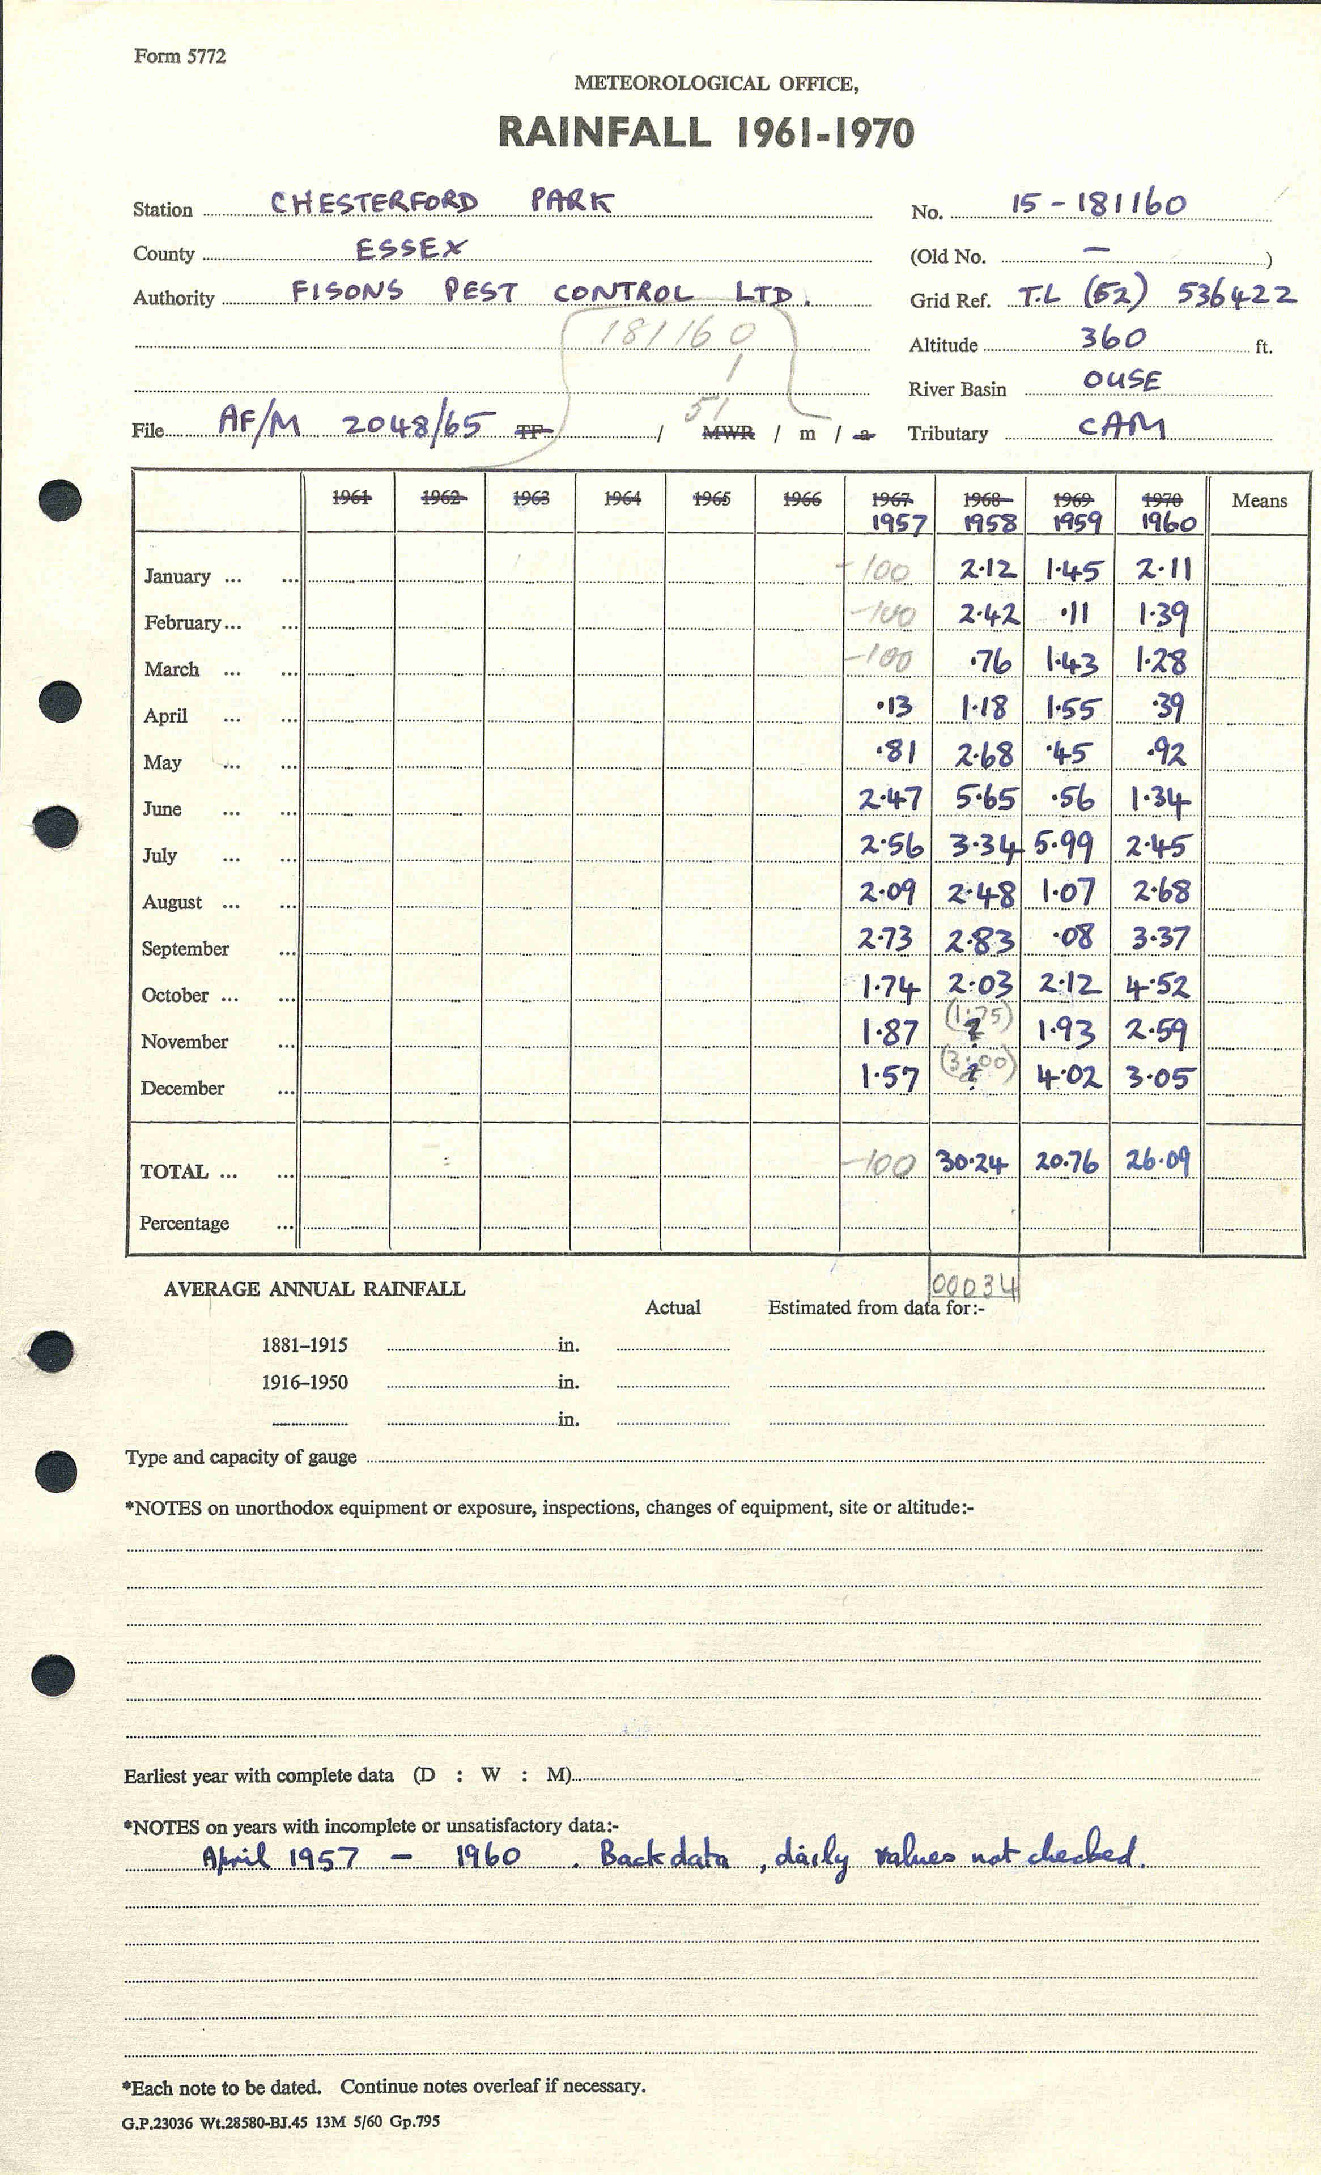 Form 5772
METEOROLOGICAL OFFICE,
RAINFALL 1961-1970
Station CHESTERFORD PARK No. 15 - 181160
County ESSEX (Old No. — )
Authority FISONS PEST CONTROL LTD. Grid Ref. T.L (52) 536422
181160 Altitude 360 ft.
1 River Basin OUSE
51
File AF/M 2048/65 TF / MWR / m / a Tributary CAM
1961 1962 1963 1964 1965 1966 1967 1968 1969 1970 Means
1957 1958 1959 1960
January ... ... -100 2.12 1.45 2.11
February ... ... -100 2.42 .11 1.39
March ... ... -100 .76 1.43 1.28
April ... ... .13 1.18 1.55 .39
May ... ... .81 2.68 .45 .92
June ... ... 2.47 5.65 .56 1.34
July ... ... 2.56 3.34 5.99 2.45
August ... ... 2.09 2.48 1.07 2.68
September ... 2.73 2.83 .08 3.37
October ... ... 1.74 2.03 2.12 4.52
November ... 1.87 (1.75) ? 1.93 2.59
December ... 1.57 (3.00) ? 4.02 3.05
TOTAL ... ... -100 30.24 20.76 26.09
Percentage ...
00034
AVERAGE ANNUAL RAINFALL
Actual Estimated from data for:-
1881-1915 in.
1916-1950 in.
in.
Type and capacity of gauge
*NOTES on unorthodox equipment or exposure, inspections, changes of equipment, site or altitude:-
Earliest year with complete data (D : W : M)
*NOTES on years with incomplete or unsatisfactory data:-
April 1957 - 1960 . Back data , daily values not checked.
*Each note to be dated. Continue notes overleaf if necessary.
G.P.23036 Wt.28580-BJ.45 13M 5/60 Gp.795